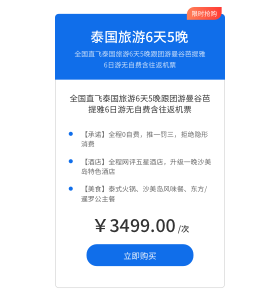 限时抢购
泰国旅游6天5晚
全国直飞泰国旅游6天5晚跟团游曼谷芭提雅
6日游无自费含往返机票
全国直飞泰国旅游6天5晚跟团游曼谷芭
提雅6日游无自费含往返机票
【承诺】全程0自费，推一罚三，拒绝隐形
消费
【酒店】全程网评五星酒店，升级一晚沙美
岛特色酒店
【美食】泰式火锅、沙美岛风味餐、东方/
暹罗公主餐
￥3499.00 /次
立即购买